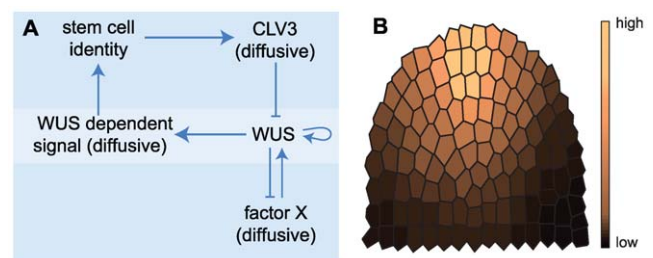 A
stem cell
identity
CLV3
(diffusive)
WUS dependent
signal (diffusive)
WUS
factor X
(diffusive)
B
high
low